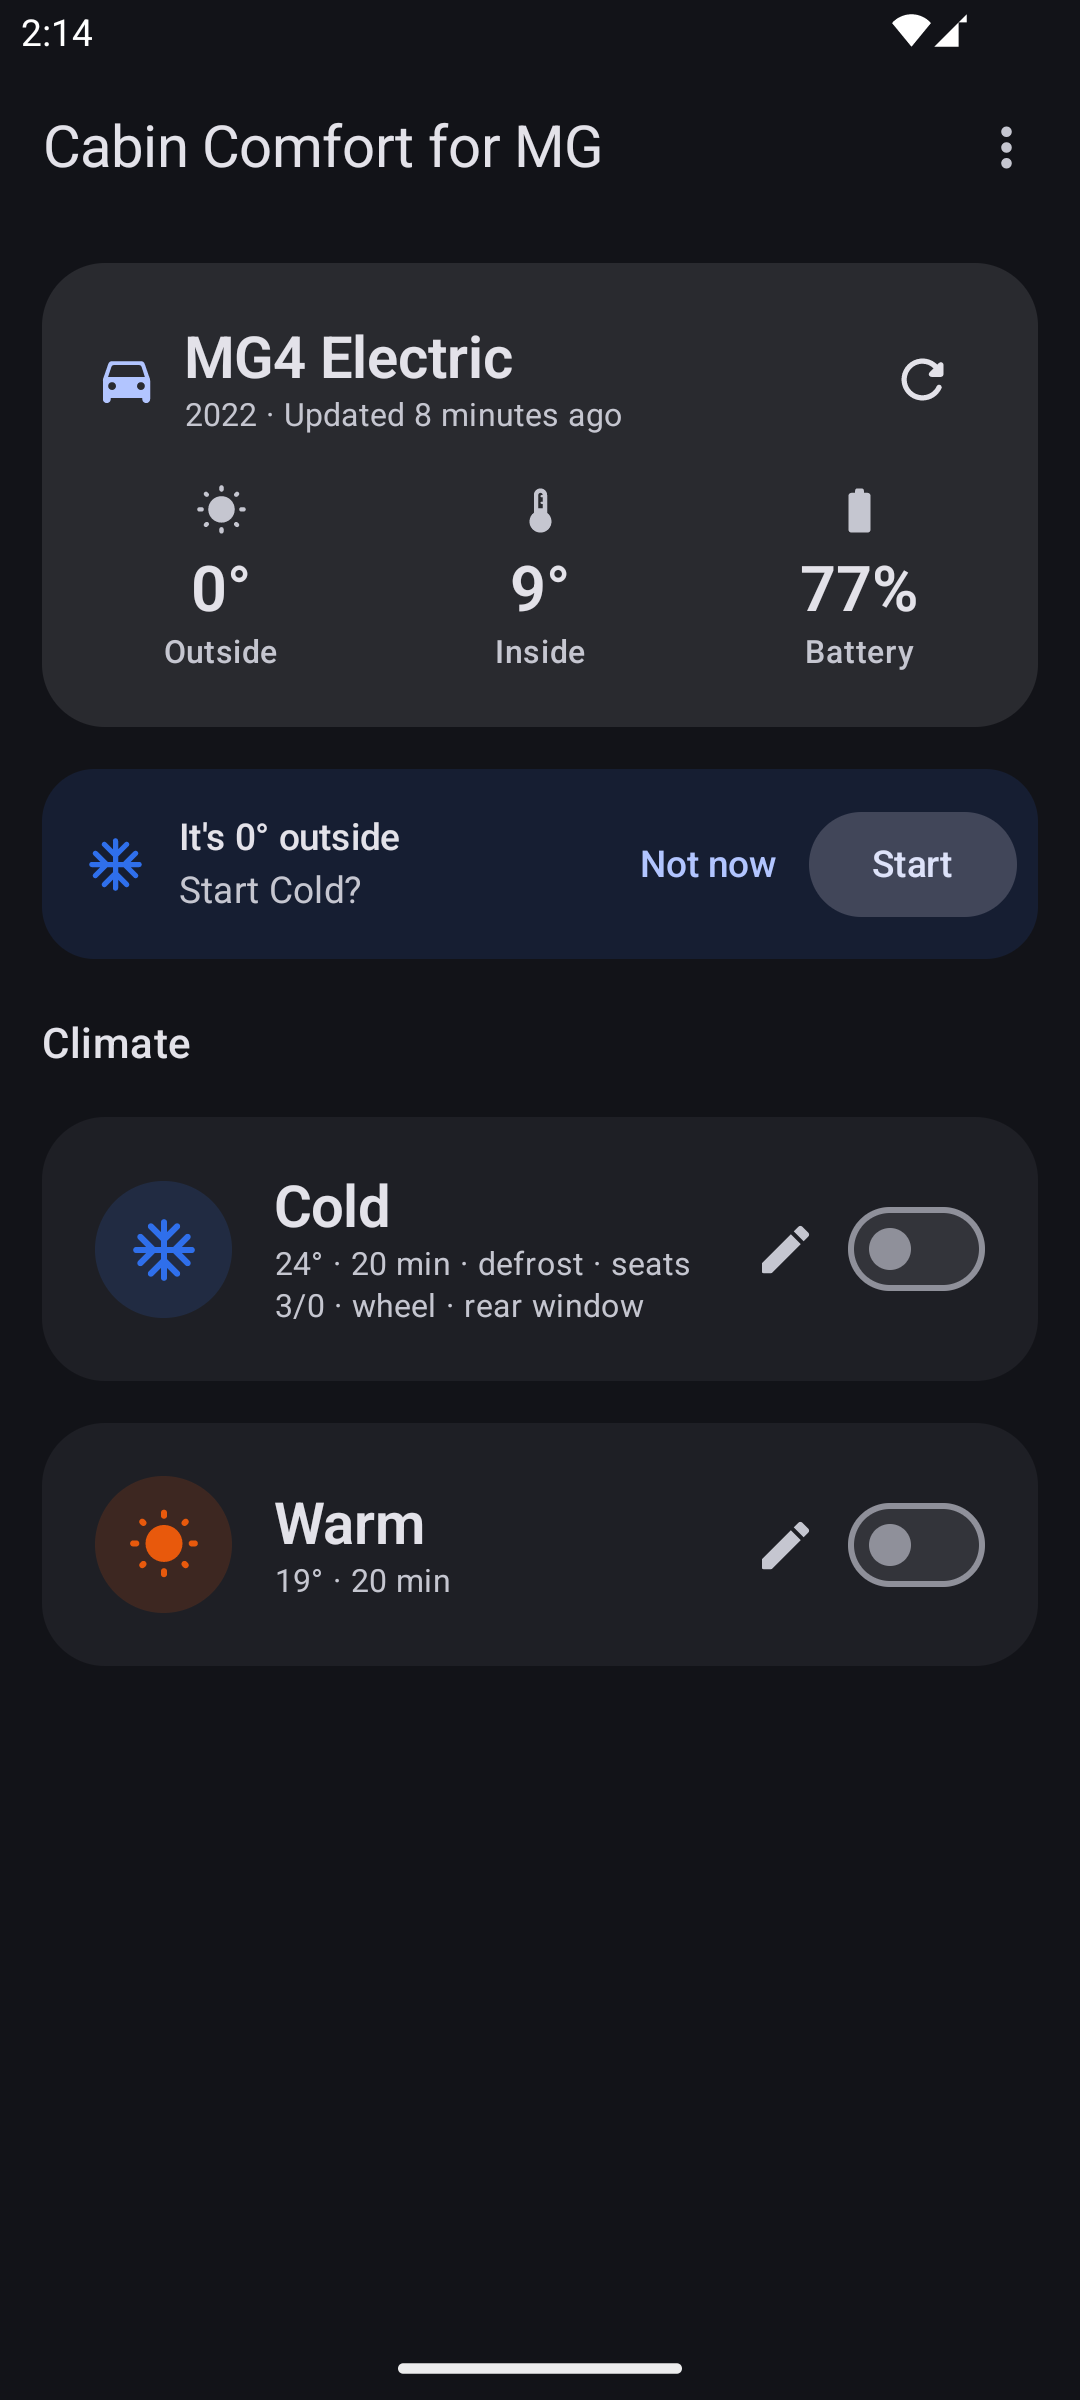 2:14
Cabin Comfort for MG
MG4 Electric
2022 · Updated 8 minutes ago
0° 9° 77%
Outside Inside Battery
It's 0° outside
Start Cold?
Not now Start
Climate
Cold
24° · 20 min · defrost · seats
3/0 · wheel · rear window
Warm
19° · 20 min